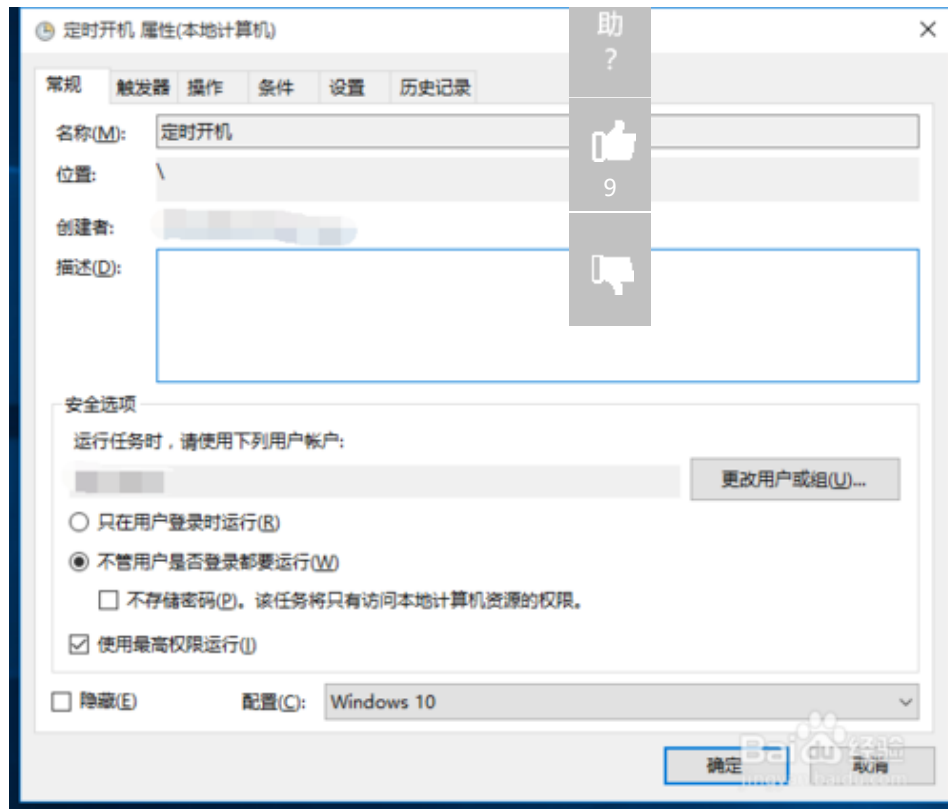 定时开机 属性(本地计算机)
助
?
常规 触发器 操作 条件 设置 历史记录
名称(M): 定时开机
位置: \
9
创建者:
描述(D):
安全选项
运行任务时，请使用下列用户帐户:
更改用户或组(U)...
只在用户登录时运行(R)
不管用户是否登录都要运行(W)
不存储密码(P)。该任务将只有访问本地计算机资源的权限。
使用最高权限运行(I)
隐藏(E) 配置(C): Windows 10
确定 取消
Baidu 经验
jingyan.baidu.com